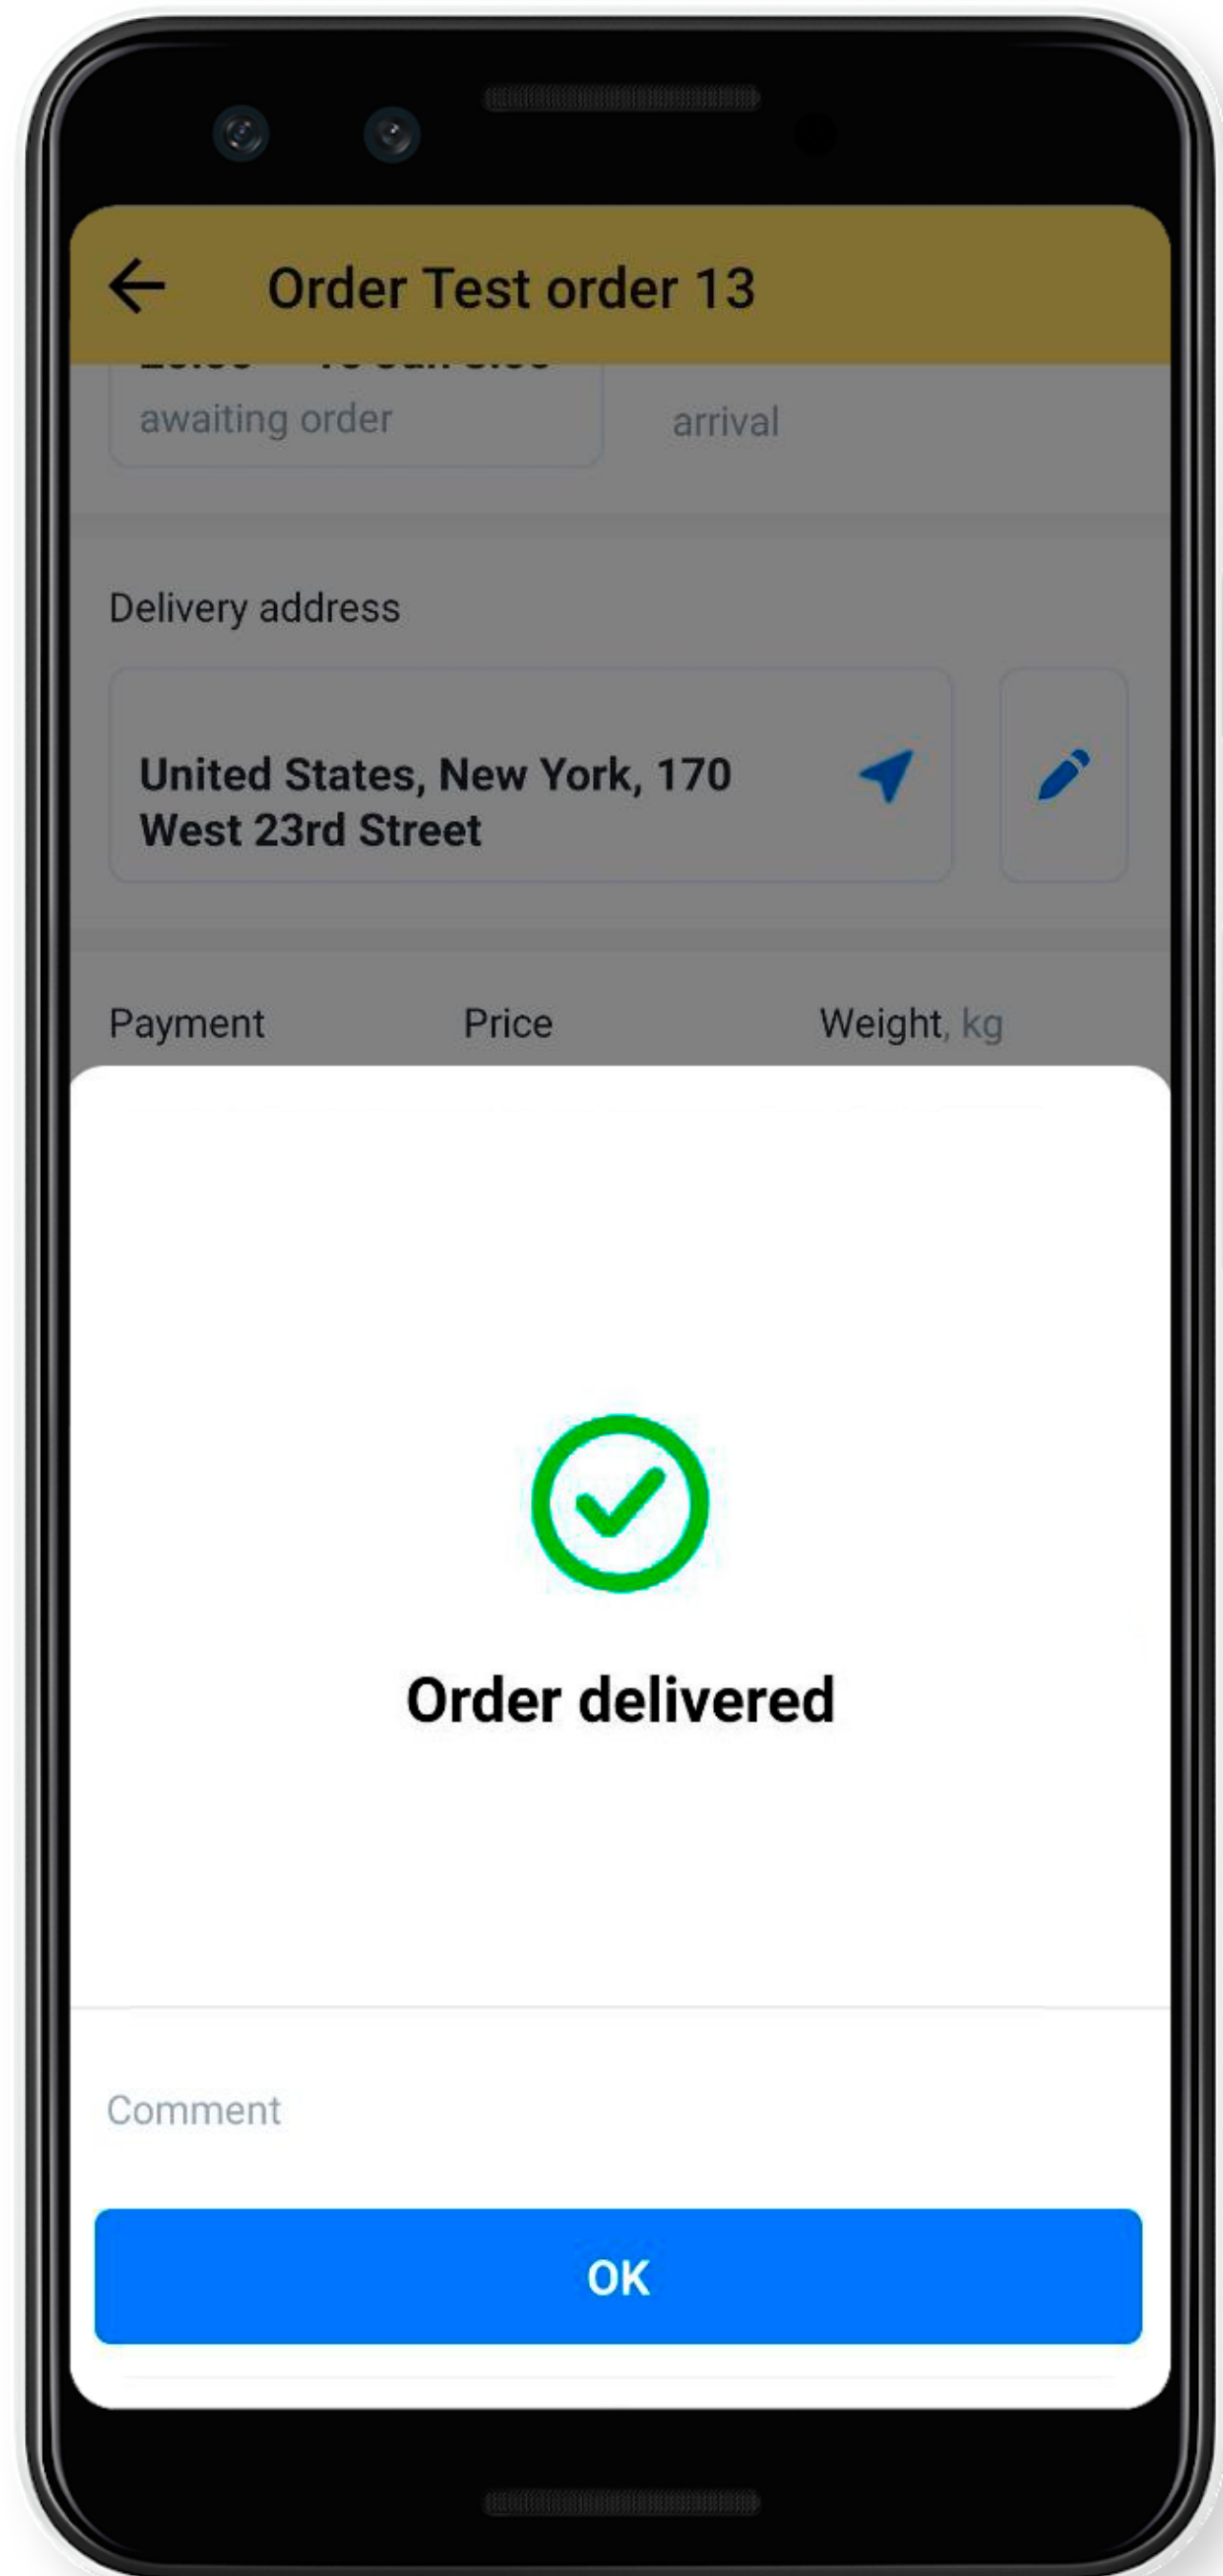 Order Test order 13
awaiting order
arrival
Delivery address
United States, New York, 170
West 23rd Street
Payment Price Weight, kg
Order delivered
Comment
OK